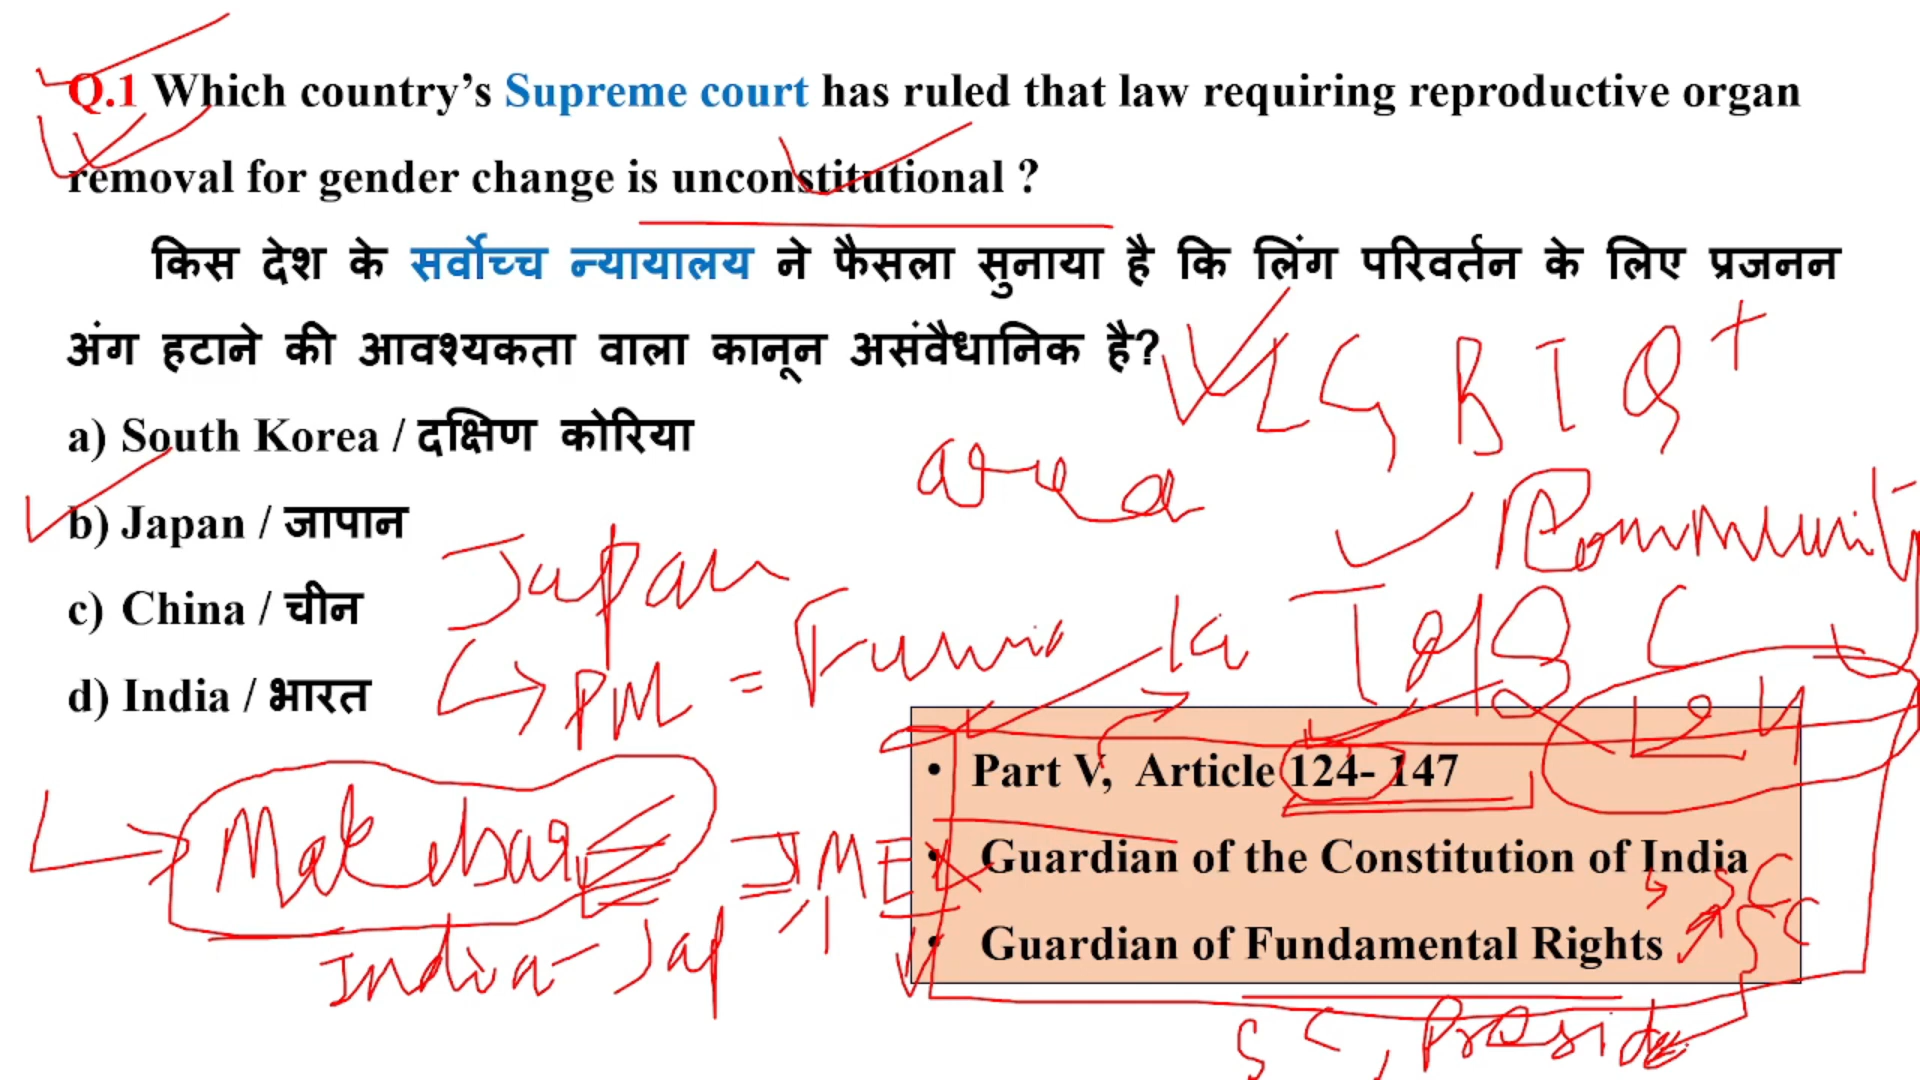 Q.1 Which country's Supreme court has ruled that law requiring reproductive organ
removal for gender change is unconstitutional ?
किस देश के सर्वोच्च न्यायालय ने फैसला सुनाया है कि लिंग परिवर्तन के लिए प्रजनन
अंग हटाने की आवश्यकता वाला कानून असंवैधानिक है?
LGBTQ+
a) South Korea / दक्षिण कोरिया
area
Community
b) Japan / जापान
Japan
c) China / चीन
PM =
d) India / भारत
124
• Part V, Article 124- 147
JIMEX
• Guardian of the Constitution of India
SC
• Guardian of Fundamental Rights
India-Jap
SC,